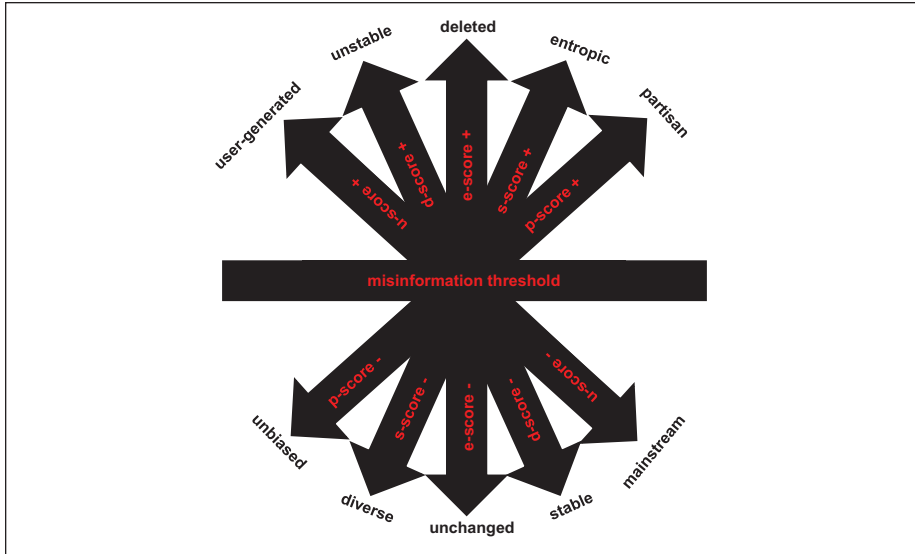 deleted
unstable
entropic
user-generated
partisan
u-score +
d-score +
e-score +
s-score +
p-score +
misinformation threshold
p-score -
s-score -
e-score -
d-score -
u-score -
unbiased
diverse
unchanged
stable
mainstream